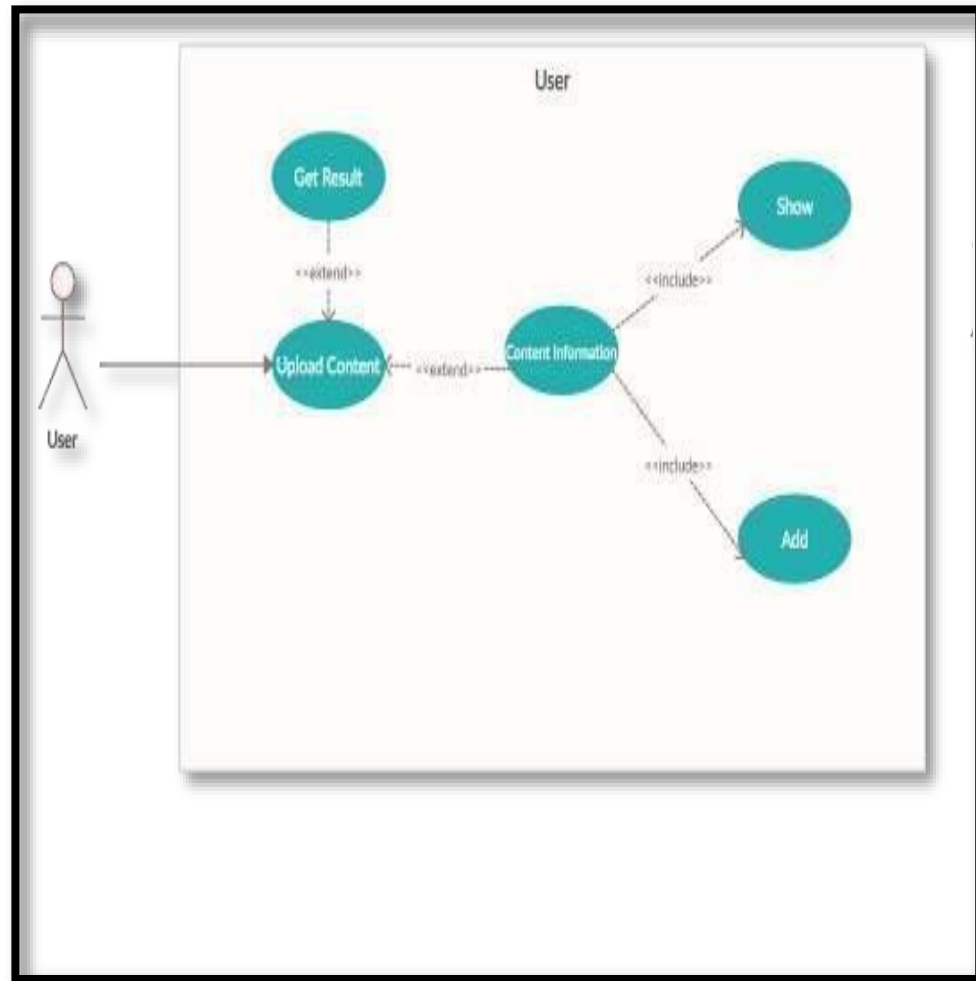 User
Get Result
Show
<<extend>>
<<include>>
Content Information
Upload Content
<<extend>>
User
<<include>>
Add